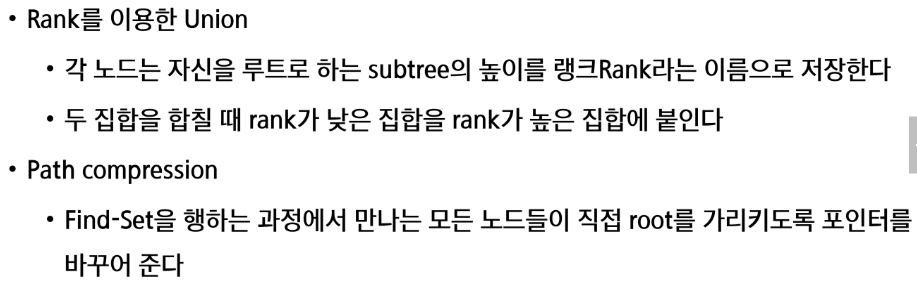 • Rank를 이용한 Union
• 각 노드는 자신을 루트로 하는 subtree의 높이를 랭크Rank라는 이름으로 저장한다
• 두 집합을 합칠 때 rank가 낮은 집합을 rank가 높은 집합에 붙인다
• Path compression
• Find-Set을 행하는 과정에서 만나는 모든 노드들이 직접 root를 가리키도록 포인터를
바꾸어 준다